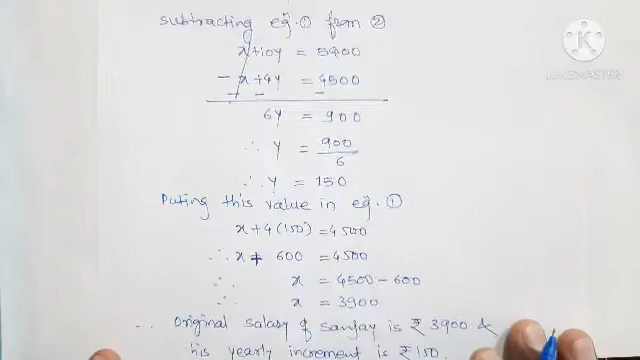 Subtracting eq. ① from ②
x+10y = 5400
- x+4y = 4500
- - -
6y = 900
∴ y = 900/6
∴ y = 150
Puting this value in eq. ①
x+4(150) = 4500
∴ x + 600 = 4500
∴ x = 4500 - 600
∴ x = 3900
∴ Original salary of Sanjay is ₹ 3900 &
his yearly increment is ₹ 150.
KINEMASTER